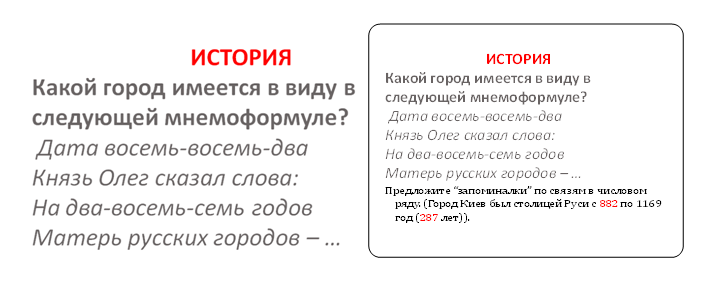 ИСТОРИЯ
Какой город имеется в виду в
следующей мнемоформуле?
Дата восемь-восемь-два
Князь Олег сказал слова:
На два-восемь-семь годов
Матерь русских городов – …
ИСТОРИЯ
Какой город имеется в виду в
следующей мнемоформуле?
Дата восемь-восемь-два
Князь Олег сказал слова:
На два-восемь-семь годов
Матерь русских городов – …
Предложите “запоминалки” по связям в числовом
ряду. (Город Киев был столицей Руси с 882 по 1169
год (287 лет)).